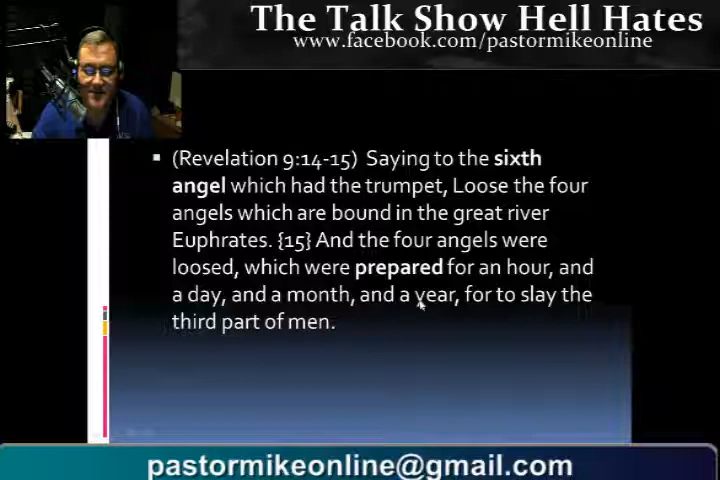 The Talk Show Hell Hates
www.facebook.com/pastormikeonline
(Revelation 9:14-15) Saying to the sixth
angel which had the trumpet, Loose the four
angels which are bound in the great river
Euphrates. {15} And the four angels were
loosed, which were prepared for an hour, and
a day, and a month, and a year, for to slay the
third part of men.
pastormikeonline@gmail.com